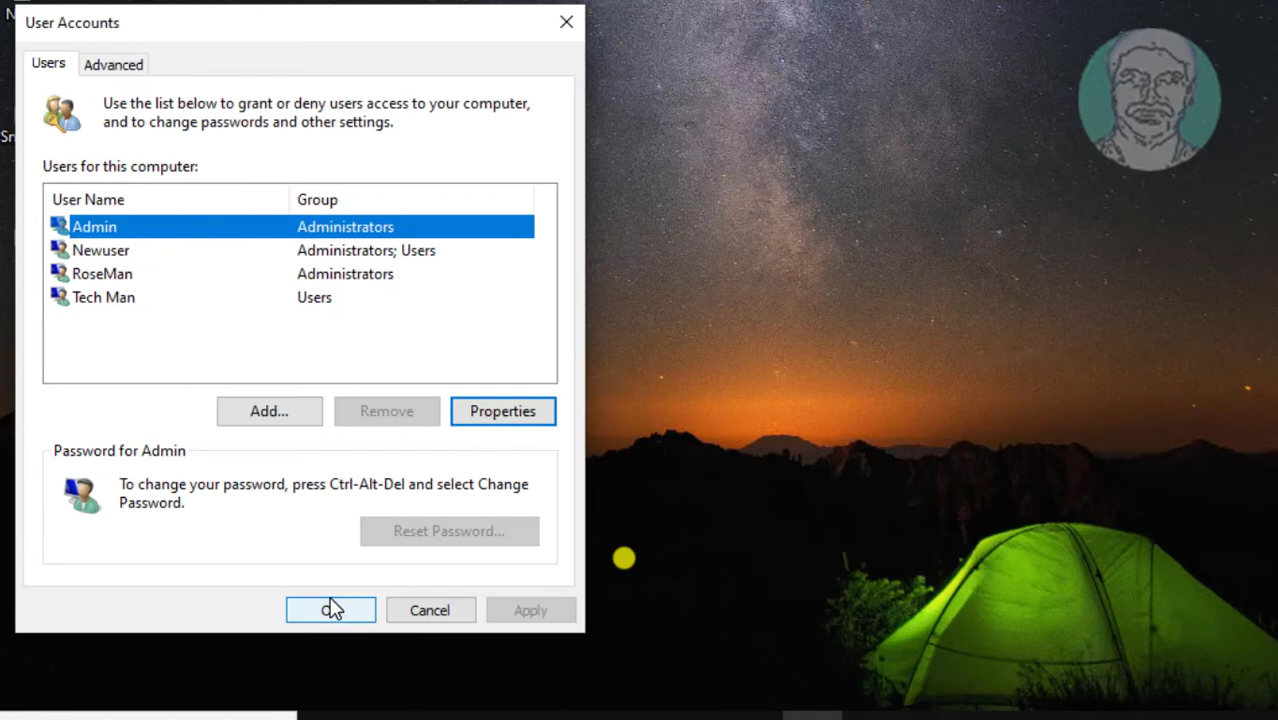 User Accounts
Users
Advanced
Use the list below to grant or deny users access to your computer,
and to change passwords and other settings.
Users for this computer:
User Name Group
Admin Administrators
Newuser Administrators; Users
RoseMan Administrators
Tech Man Users
Add... Remove Properties
Password for Admin
To change your password, press Ctrl-Alt-Del and select Change
Password.
Reset Password...
Cancel Apply